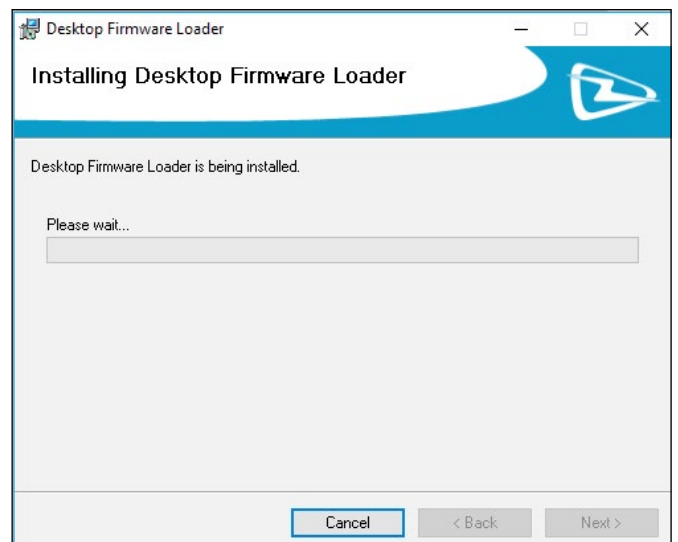 Desktop Firmware Loader
Installing Desktop Firmware Loader
Desktop Firmware Loader is being installed.
Please wait...
Cancel
< Back
Next >